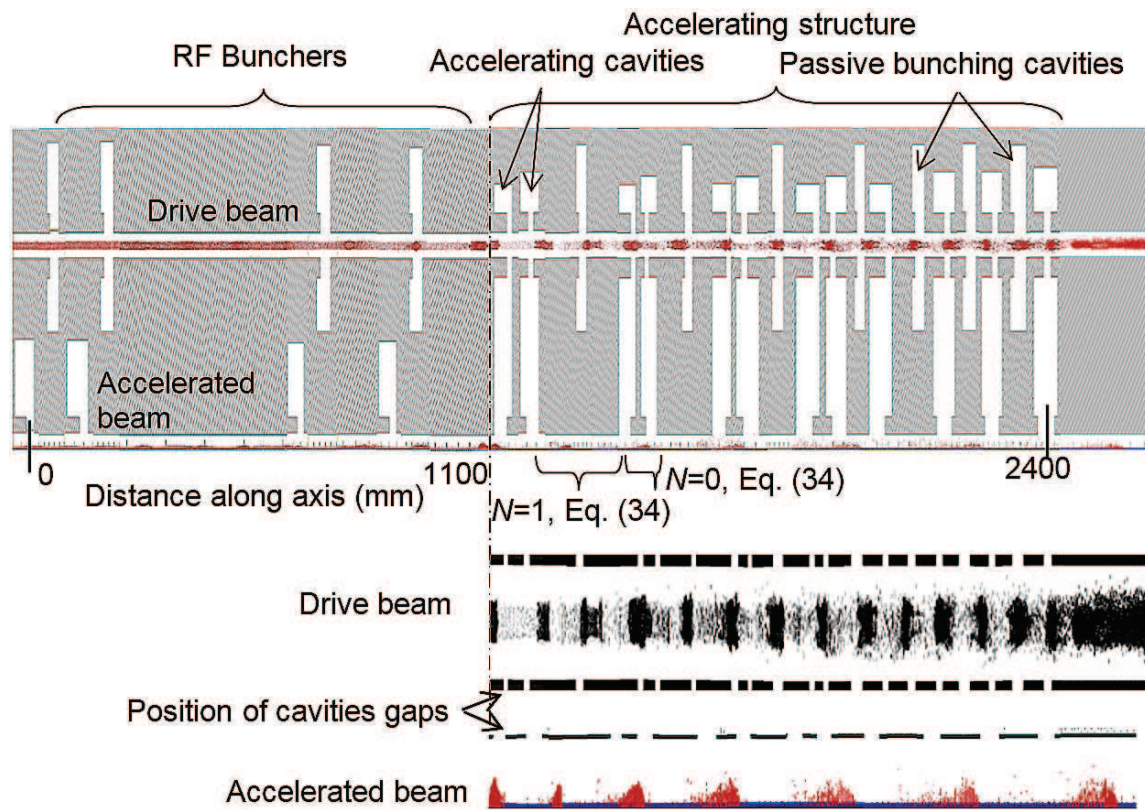 Accelerating structure
RF Bunchers
Accelerating cavities
Passive bunching cavities
Drive beam
Accelerated
beam
0
1100
2400
Distance along axis (mm)
N=0, Eq. (34)
N=1, Eq. (34)
Drive beam
Position of cavities gaps
Accelerated beam